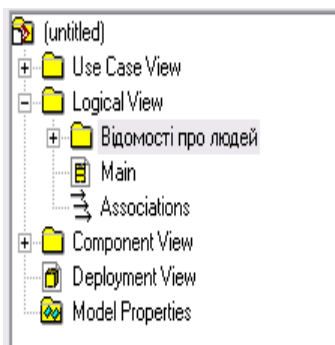 (untitled)
Use Case View
Logical View
Відомості про людей
Main
Associations
Component View
Deployment View
Model Properties